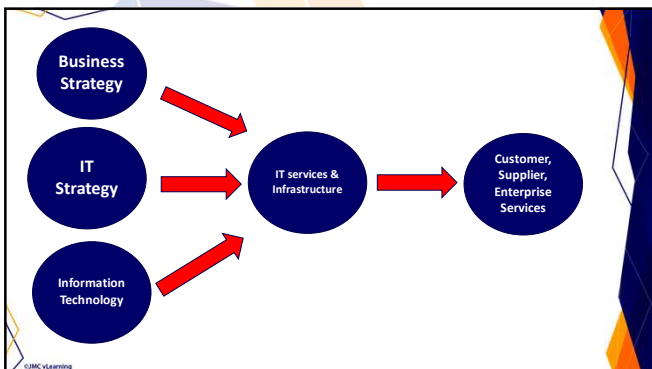 Business
Strategy
IT
Strategy
Information
Technology
IT services &
Infrastructure
Customer,
Supplier,
Enterprise
Services
©JMC vLearning